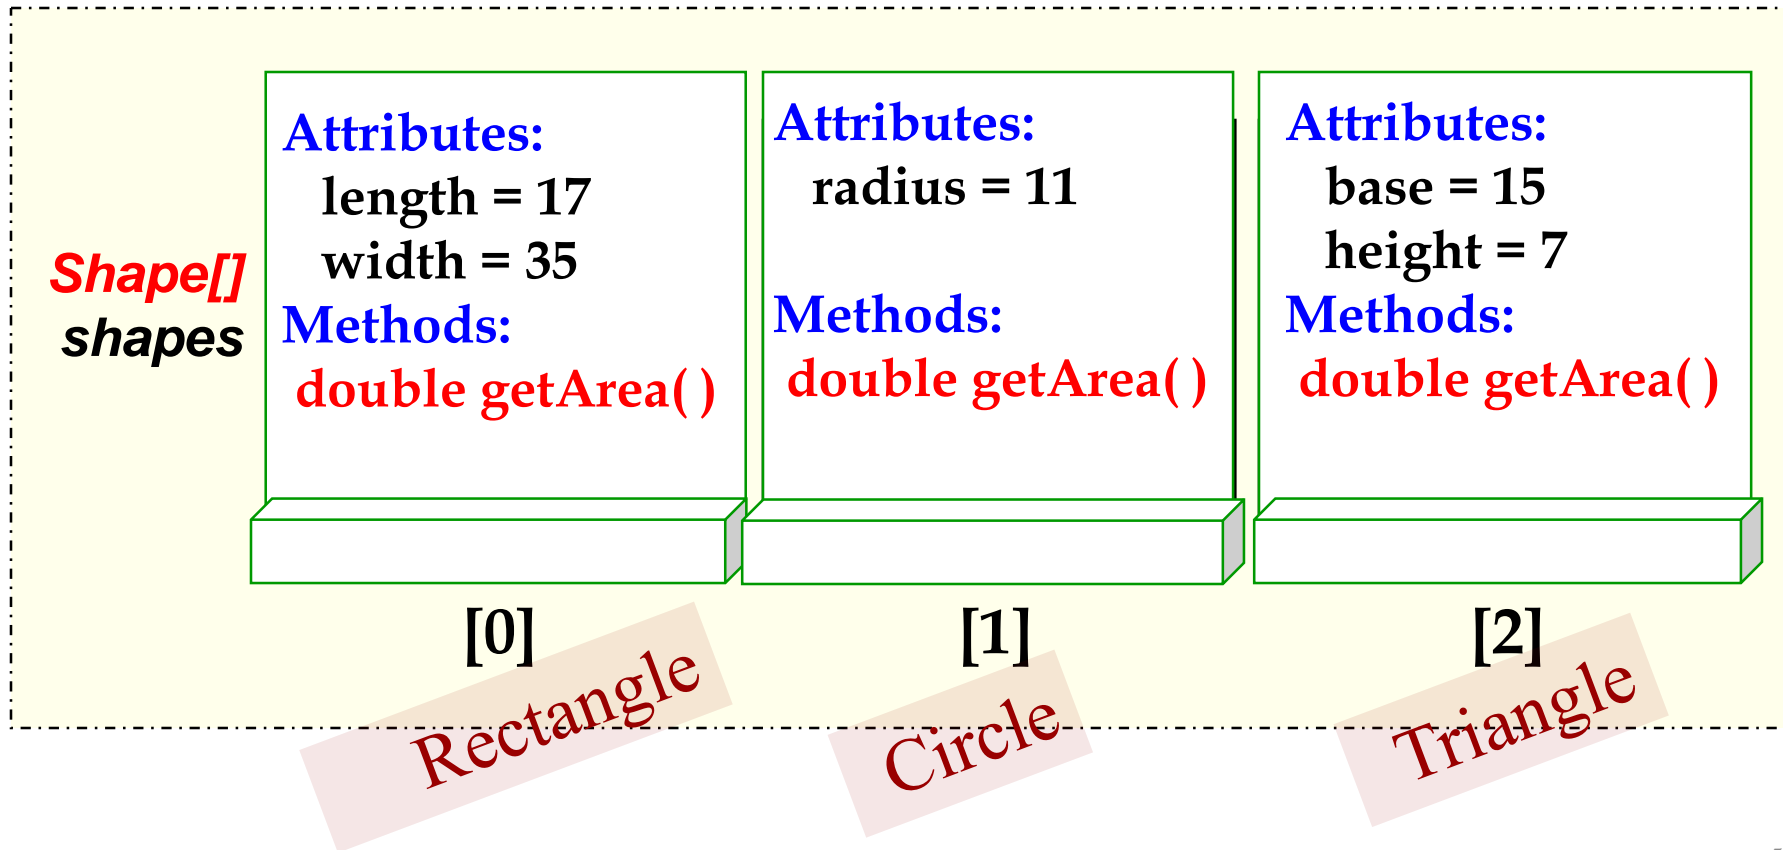 Shape[]
shapes
Attributes:
length = 17
width = 35
Methods:
double getArea( )
[0]
Rectangle
Attributes:
radius = 11
Methods:
double getArea( )
[1]
Circle
Attributes:
base = 15
height = 7
Methods:
double getArea( )
[2]
Triangle